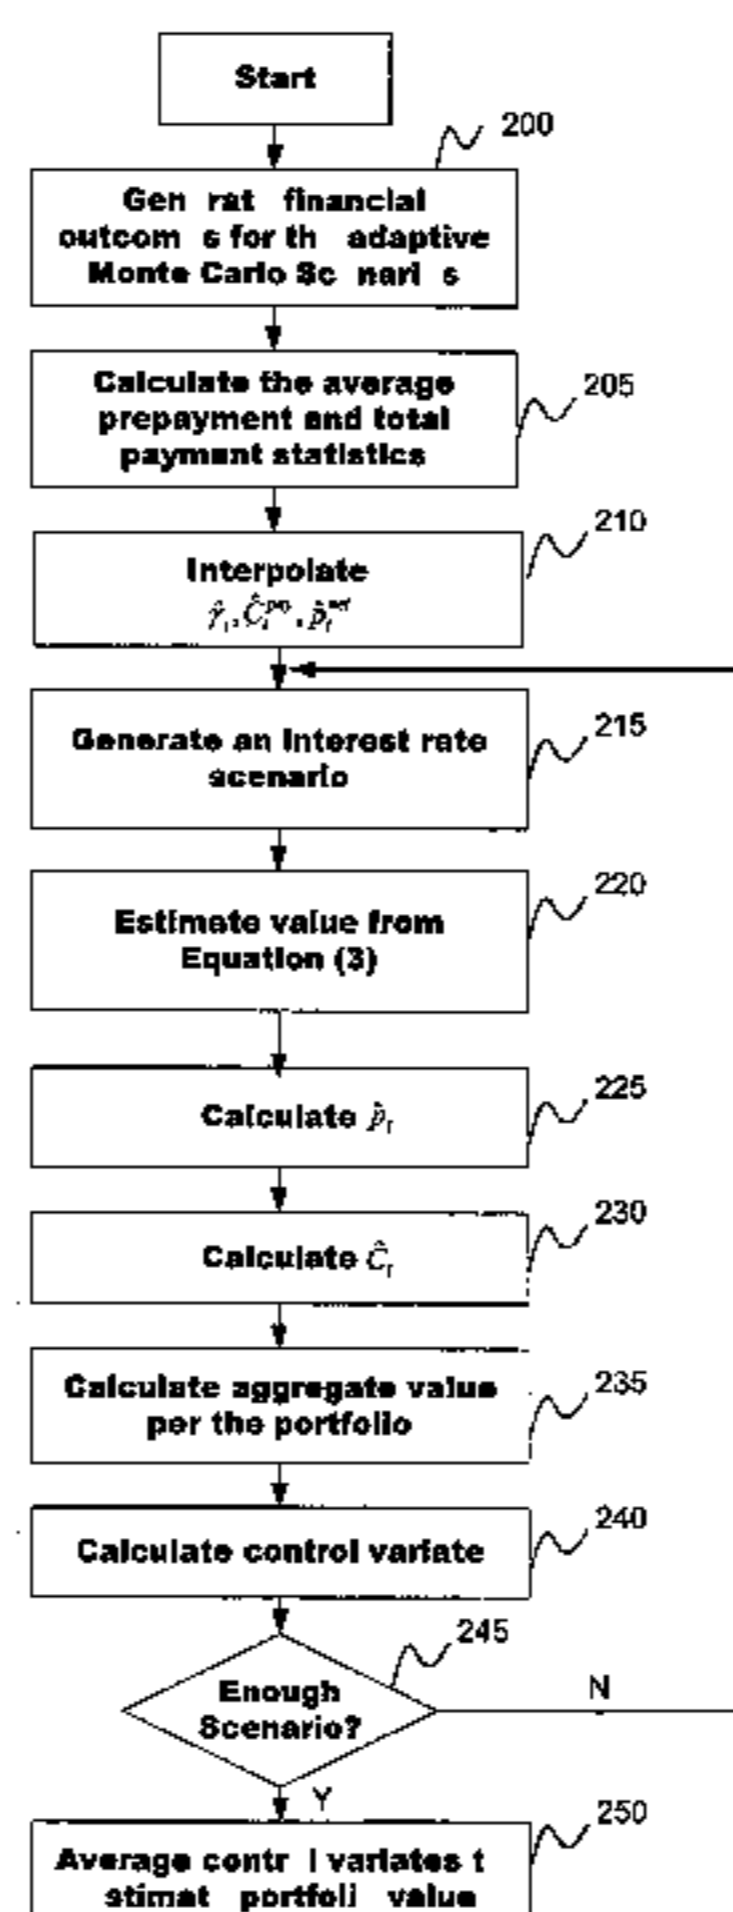 Start
200
Gen rat financial
outcom s for th adaptive
Monte Carlo Sc nari s
Calculate the average
prepayment and total
payment statistics
205
210
Interpolate
215
Generate an interest rate
scenario
220
Estimate value from
Equation (3)
225
Calculate p̂ₜ
230
Calculate Ĉₜ
Calculate aggregate value
per the portfolio
235
240
Calculate control variate
245
Enough
Scenario?
N
Y
250
Average contr l variates t
stimat portfoli value